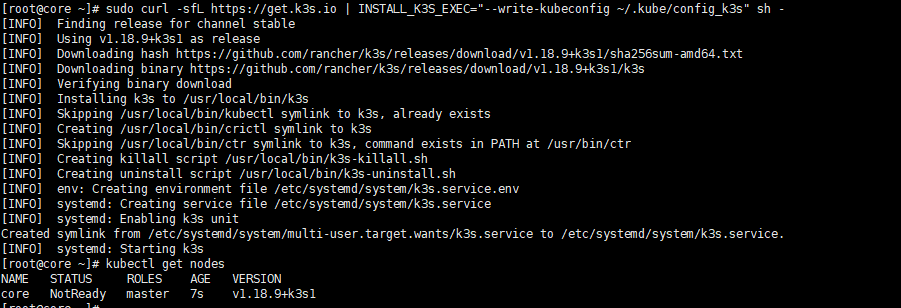 [root@core ~]# sudo curl -sfL https://get.k3s.io | INSTALL_K3S_EXEC="--write-kubeconfig ~/.kube/config_k3s" sh -
[INFO]  Finding release for channel stable
[INFO]  Using v1.18.9+k3s1 as release
[INFO]  Downloading hash https://github.com/rancher/k3s/releases/download/v1.18.9+k3s1/sha256sum-amd64.txt
[INFO]  Downloading binary https://github.com/rancher/k3s/releases/download/v1.18.9+k3s1/k3s
[INFO]  Verifying binary download
[INFO]  Installing k3s to /usr/local/bin/k3s
[INFO]  Skipping /usr/local/bin/kubectl symlink to k3s, already exists
[INFO]  Creating /usr/local/bin/crictl symlink to k3s
[INFO]  Skipping /usr/local/bin/ctr symlink to k3s, command exists in PATH at /usr/bin/ctr
[INFO]  Creating killall script /usr/local/bin/k3s-killall.sh
[INFO]  Creating uninstall script /usr/local/bin/k3s-uninstall.sh
[INFO]  env: Creating environment file /etc/systemd/system/k3s.service.env
[INFO]  systemd: Creating service file /etc/systemd/system/k3s.service
[INFO]  systemd: Enabling k3s unit
Created symlink from /etc/systemd/system/multi-user.target.wants/k3s.service to /etc/systemd/system/k3s.service.
[INFO]  systemd: Starting k3s
[root@core ~]# kubectl get nodes
NAME   STATUS     ROLES    AGE   VERSION
core   NotReady   master   7s    v1.18.9+k3s1
[root@core ~]#